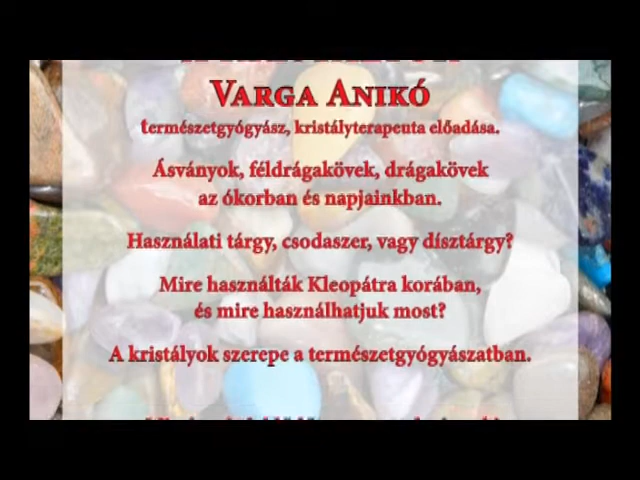 VARGA ANIKÓ
természetgyógyász, kristályterapeuta előadása.
Ásványok, féldrágakövek, drágakövek
az ókorban és napjainkban.
Használati tárgy, csodaszer, vagy dísztárgy?
Mire használták Kleopátra korában,
és mire használhatjuk most?
A kristályok szerepe a természetgyógyászatban.